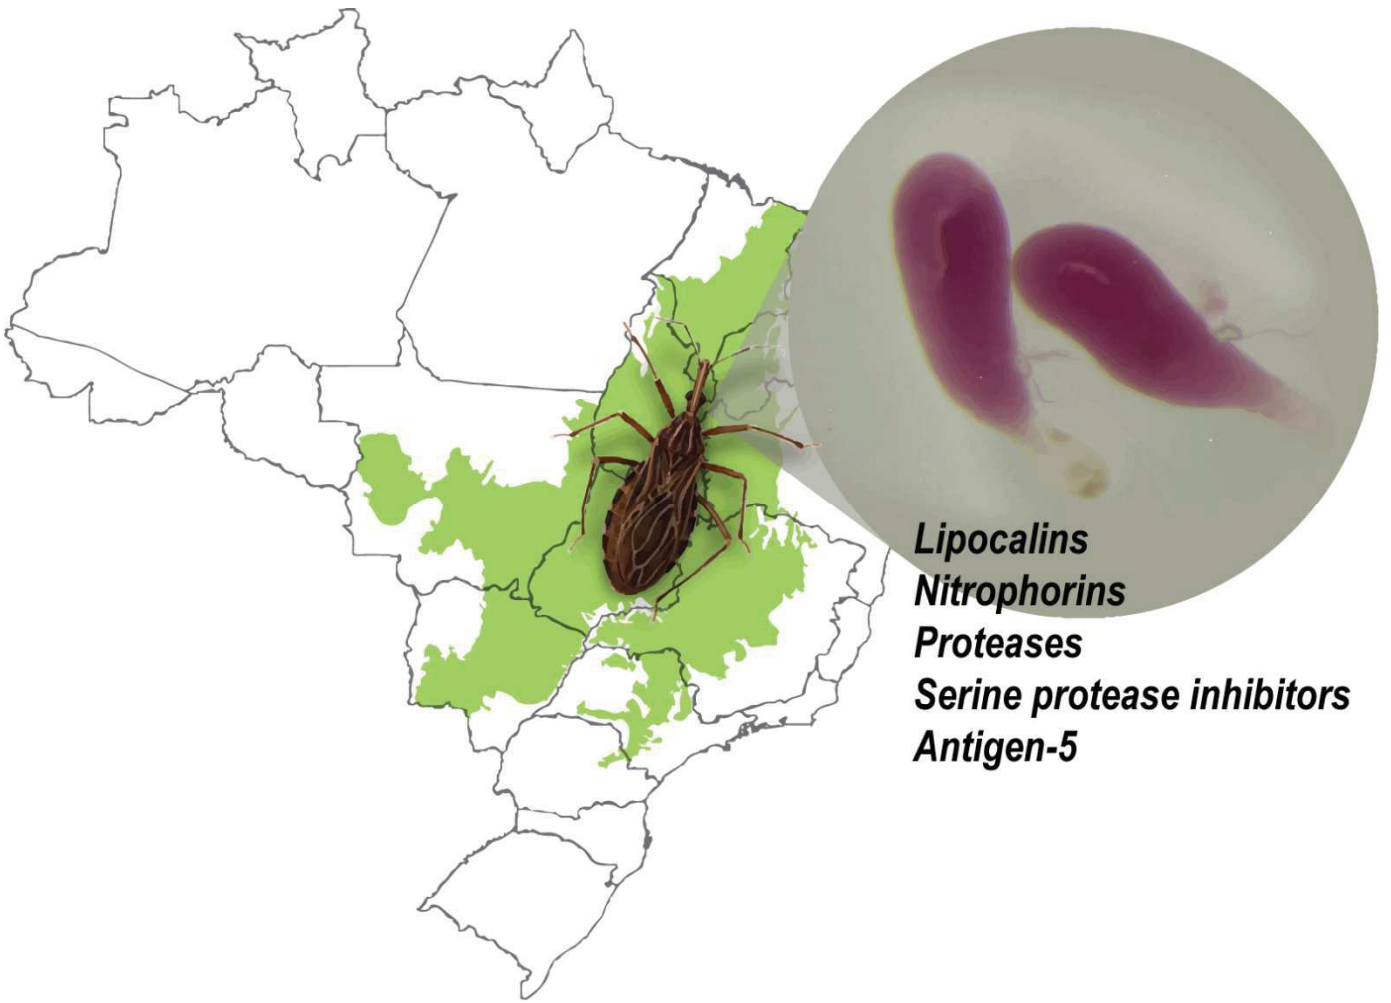 Lipocalins
Nitrophorins
Proteases
Serine protease inhibitors
Antigen-5